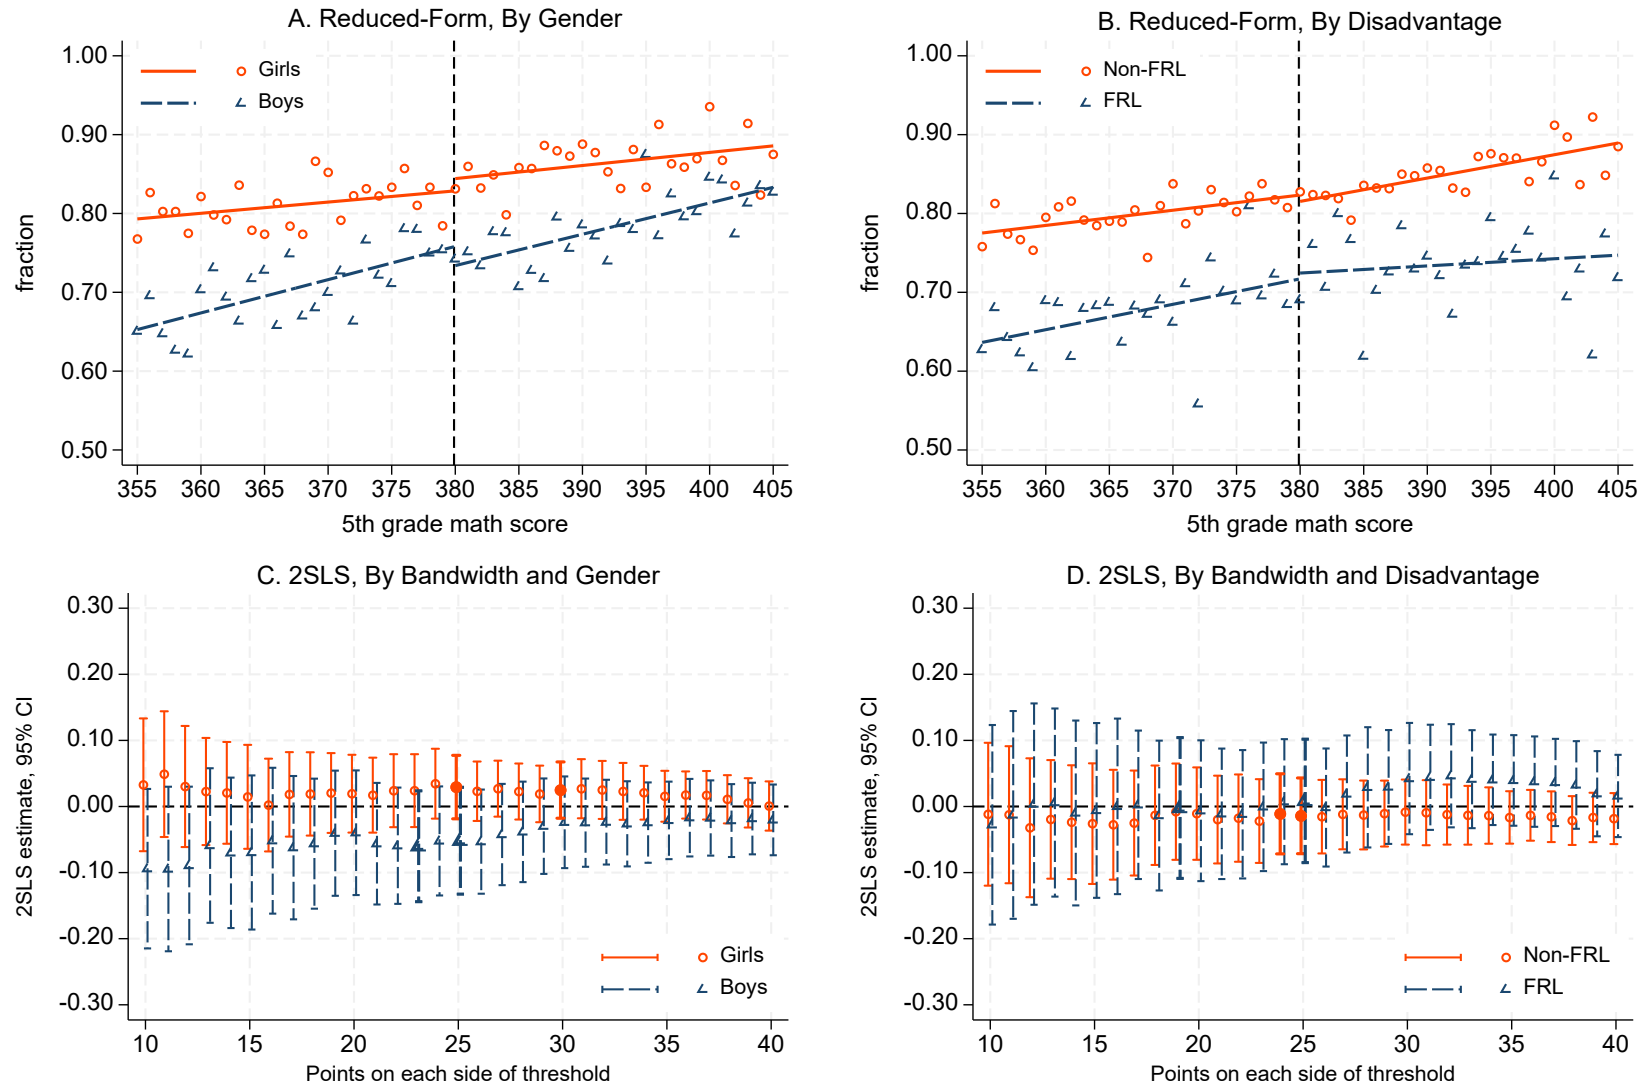 A. Reduced-Form, By Gender
1.00
0.90
0.80
0.70
0.60
0.50
fraction
Girls
Boys
355 360 365 370 375 380 385 390 395 400 405
5th grade math score
B. Reduced-Form, By Disadvantage
1.00
0.90
0.80
0.70
0.60
0.50
fraction
Non-FRL
FRL
355 360 365 370 375 380 385 390 395 400 405
5th grade math score
C. 2SLS, By Bandwidth and Gender
0.30
0.20
0.10
0.00
-0.10
-0.20
-0.30
2SLS estimate, 95% CI
Girls
Boys
10 15 20 25 30 35 40
Points on each side of threshold
D. 2SLS, By Bandwidth and Disadvantage
0.30
0.20
0.10
0.00
-0.10
-0.20
-0.30
2SLS estimate, 95% CI
Non-FRL
FRL
10 15 20 25 30 35 40
Points on each side of threshold